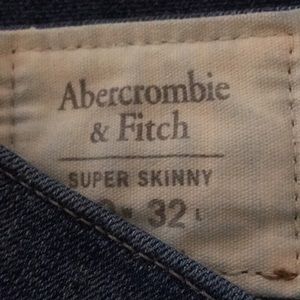 Abercrombie
& Fitch
SUPER SKINNY
32 L